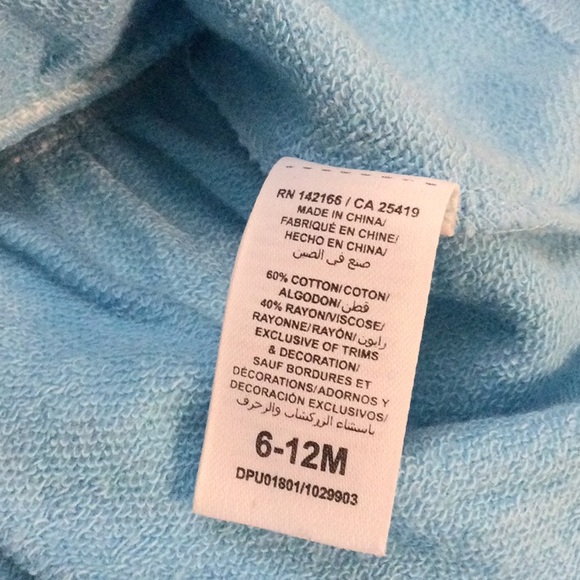 RN 142166 / CA 25419
MADE IN CHINA/
FABRIQUÉ EN CHINE/
HECHO EN CHINA/
صنع في الصين
60% COTTON/COTON/
ALGODON/قطن/
40% RAYON/VISCOSE/
RAYONNE/RAYÓN/رايون
EXCLUSIVE OF TRIMS
& DECORATION/
SAUF BORDURES ET
DÉCORATIONS/ADORNOS Y
DECORACIÓN EXCLUSIVOS/
باستثناء الزركشات والزخرف
6-12M
DPU01801/1029903